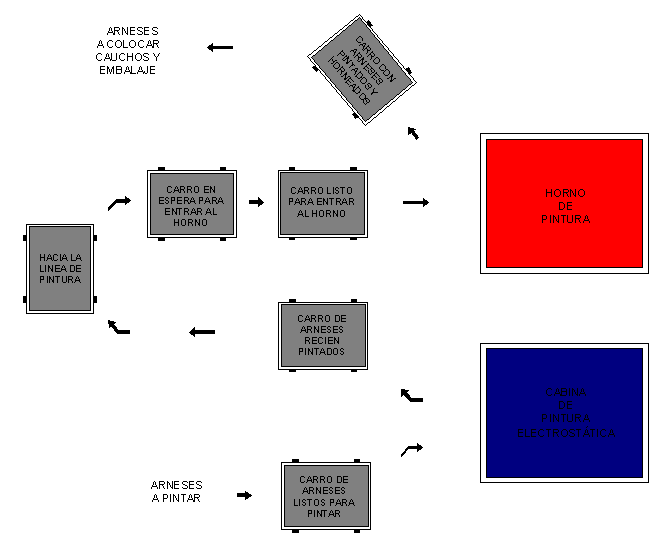 ARNESES
A COLOCAR
CAUCHOS Y
EMBALAJE
CARRO CON
ARNESES
PINTADOS Y
HORNEADOS
CARRO EN
ESPERA PARA
ENTRAR AL
HORNO
CARRO LISTO
PARA ENTRAR
AL HORNO
HORNO
DE
PINTURA
HACIA LA
LINEA DE
PINTURA
CARRO DE
ARNESES
RECIEN
PINTADOS
CABINA
DE
PINTURA
ARNESES
A PINTAR
CARRO DE
ARNESES
LISTOS PARA
PINTAR